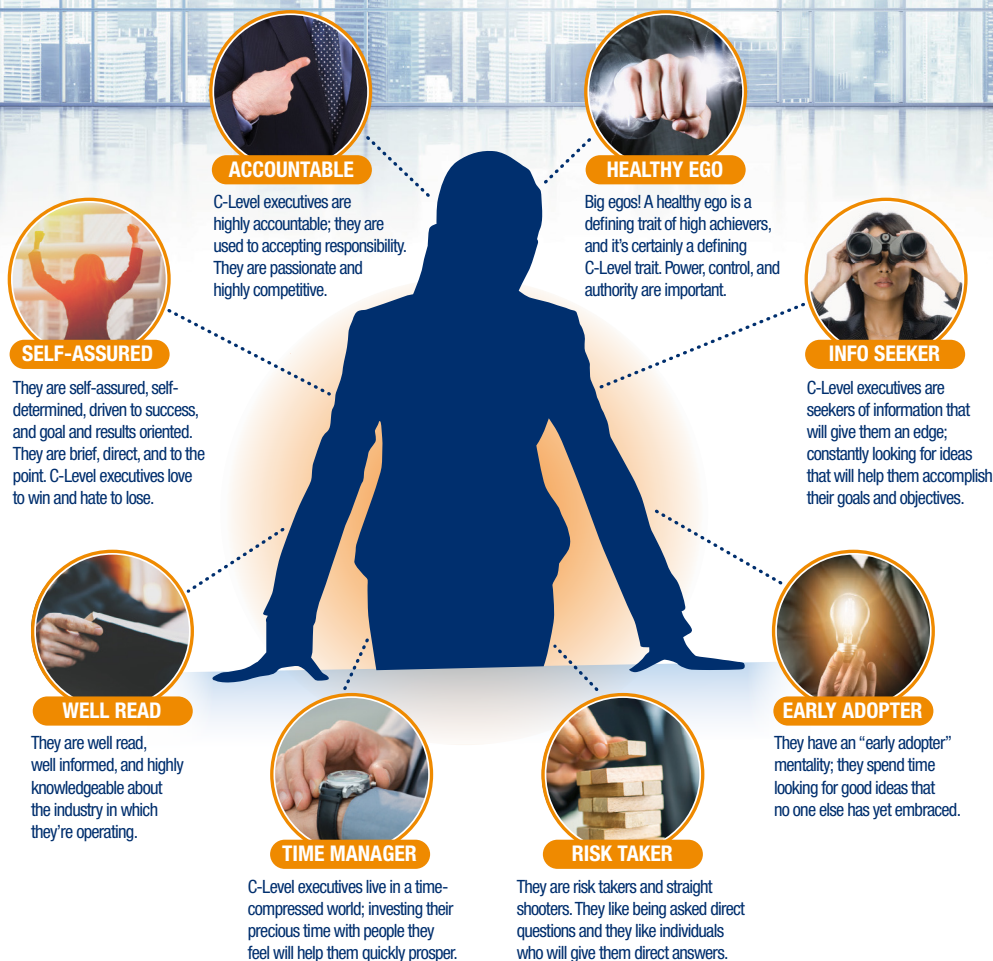 ACCOUNTABLE
C-Level executives are
highly accountable; they are
used to accepting responsibility.
They are passionate and
highly competitive.
HEALTHY EGO
Big egos! A healthy ego is a
defining trait of high achievers,
and it's certainly a defining
C-Level trait. Power, control, and
authority are important.
SELF-ASSURED
They are self-assured, self-
determined, driven to success,
and goal and results oriented.
They are brief, direct, and to the
point. C-Level executives love
to win and hate to lose.
INFO SEEKER
C-Level executives are
seekers of information that
will give them an edge;
constantly looking for ideas
that will help them accomplish
their goals and objectives.
WELL READ
They are well read,
well informed, and highly
knowledgeable about
the industry in which
they're operating.
EARLY ADOPTER
They have an “early adopter”
mentality; they spend time
looking for good ideas that
no one else has yet embraced.
TIME MANAGER
C-Level executives live in a time-
compressed world; investing their
precious time with people they
feel will help them quickly prosper.
RISK TAKER
They are risk takers and straight
shooters. They like being asked direct
questions and they like individuals
who will give them direct answers.